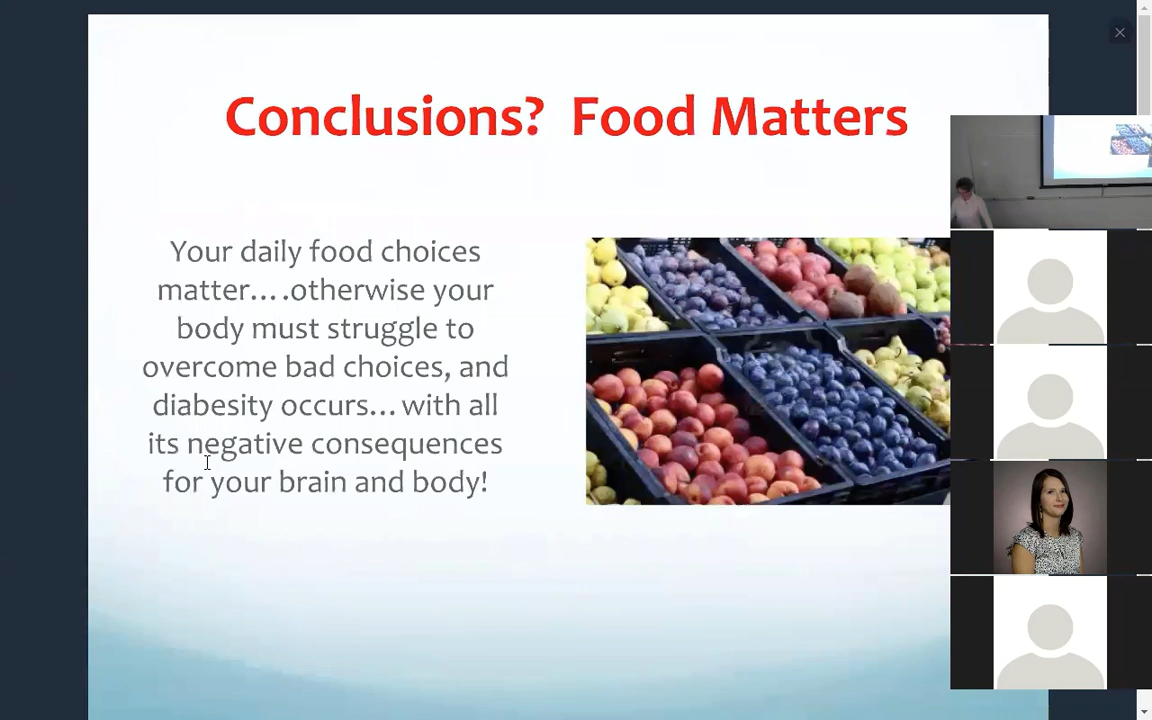 Conclusions?  Food Matters
Your daily food choices
matter….otherwise your
body must struggle to
overcome bad choices, and
diabesity occurs…with all
its negative consequences
for your brain and body!